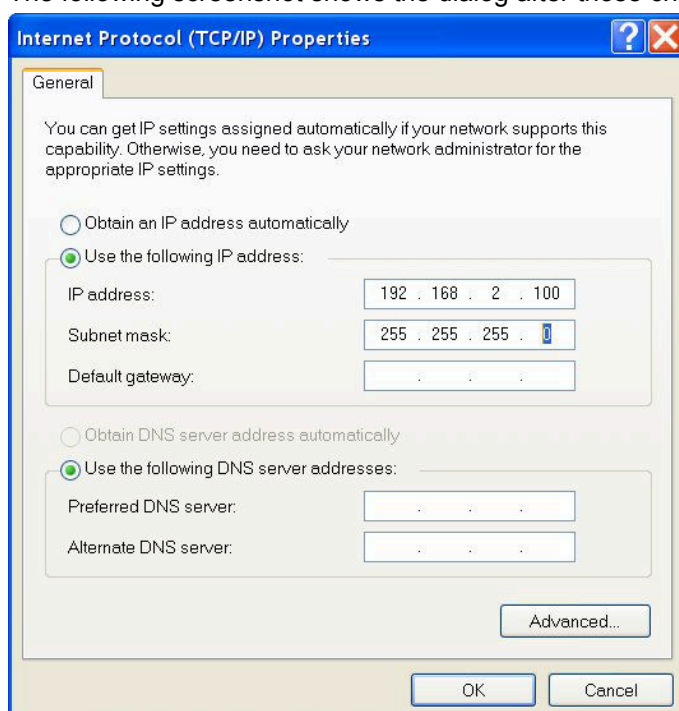 The following screenshot shows the dialog after these
Internet Protocol (TCP/IP) Properties
General
You can get IP settings assigned automatically if your network supports this
capability. Otherwise, you need to ask your network administrator for the
appropriate IP settings.
Obtain an IP address automatically
Use the following IP address:
IP address: 192 . 168 . 2 . 100
Subnet mask: 255 . 255 . 255 . 0
Default gateway: . . .
Obtain DNS server address automatically
Use the following DNS server addresses:
Preferred DNS server: . . .
Alternate DNS server: . . .
Advanced...
OK Cancel